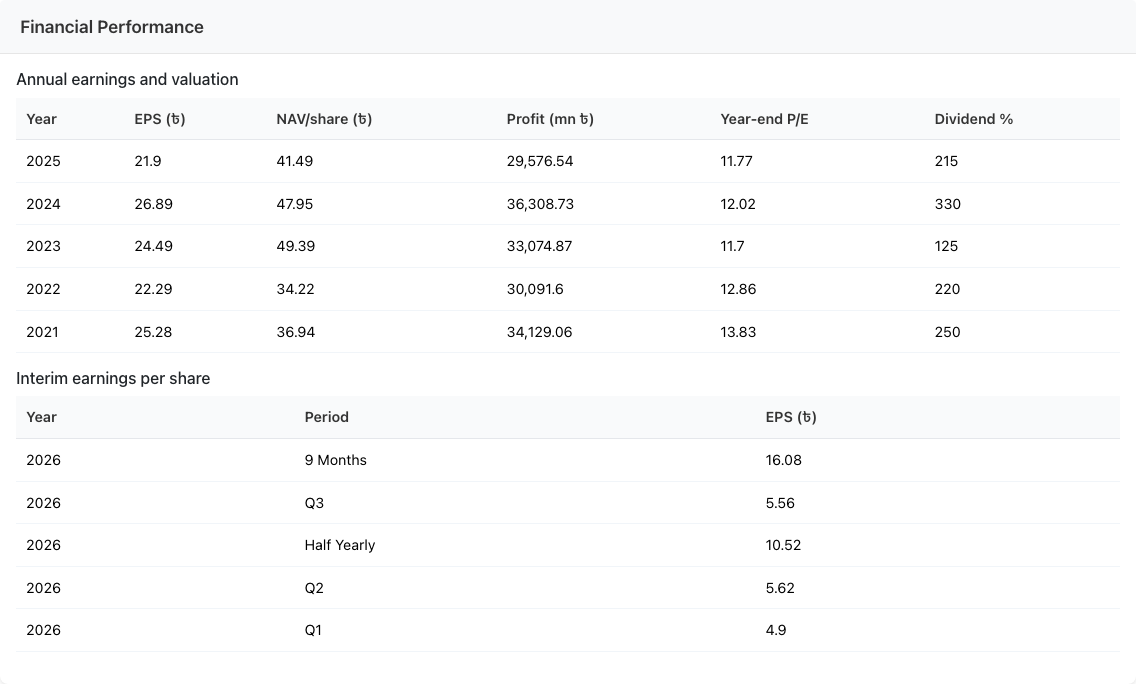 Financial Performance
Annual earnings and valuation
Year EPS (৳) NAV/share (৳) Profit (mn ৳) Year-end P/E Dividend %
2025 21.9 41.49 29,576.54 11.77 215
2024 26.89 47.95 36,308.73 12.02 330
2023 24.49 49.39 33,074.87 11.7 125
2022 22.29 34.22 30,091.6 12.86 220
2021 25.28 36.94 34,129.06 13.83 250
Interim earnings per share
Year Period EPS (৳)
2026 9 Months 16.08
2026 Q3 5.56
2026 Half Yearly 10.52
2026 Q2 5.62
2026 Q1 4.9